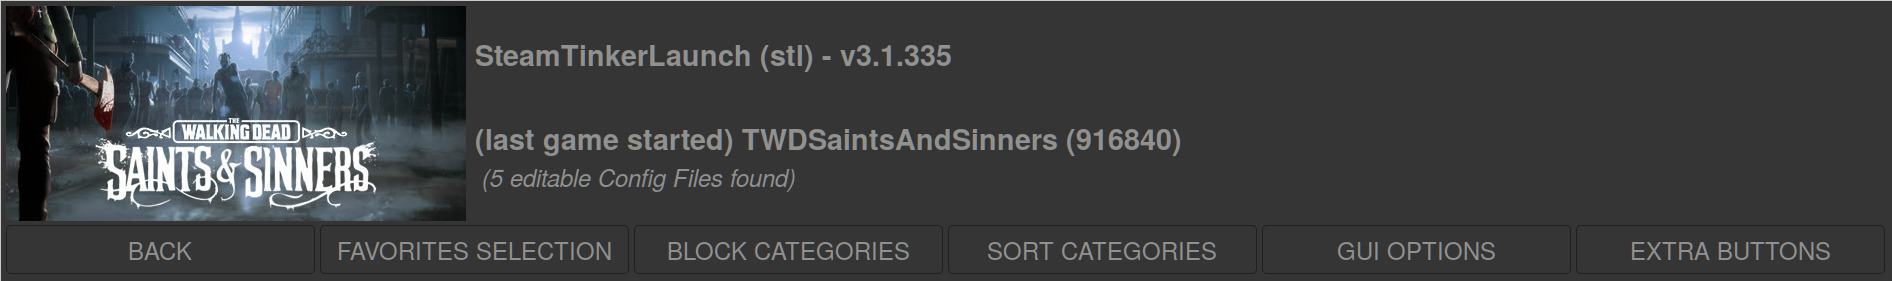 THE
WALKING DEAD
SAINTS & SINNERS
SteamTinkerLaunch (stl) - v3.1.335
(last game started) TWDSaintsAndSinners (916840)
(5 editable Config Files found)
BACK
FAVORITES SELECTION
BLOCK CATEGORIES
SORT CATEGORIES
GUI OPTIONS
EXTRA BUTTONS